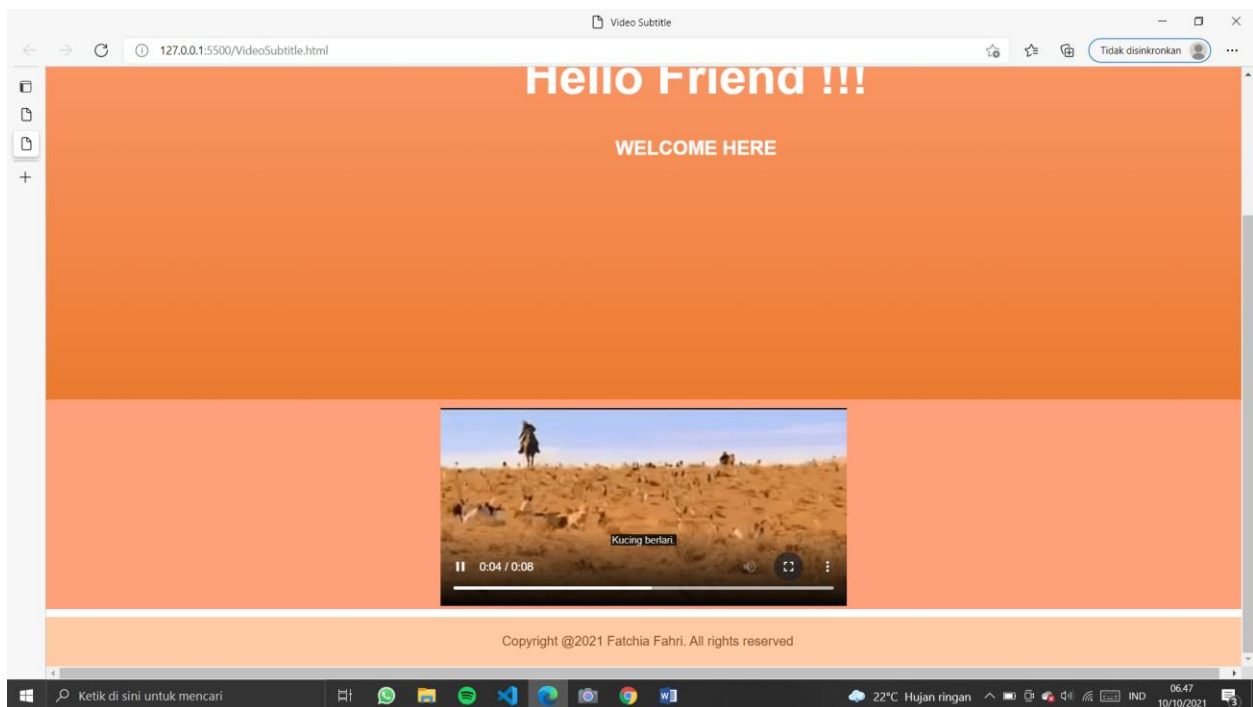 Video Subtitle
127.0.0.1:5500/VideoSubtitle.html
Tidak disinkronkan
Hello Friend !!!
WELCOME HERE
Kucing berlari.
0:04 / 0:08
Copyright @2021 Fatchia Fahri. All rights reserved
Ketik di sini untuk mencari
22°C Hujan ringan
IND
06.47
10/10/2021
3